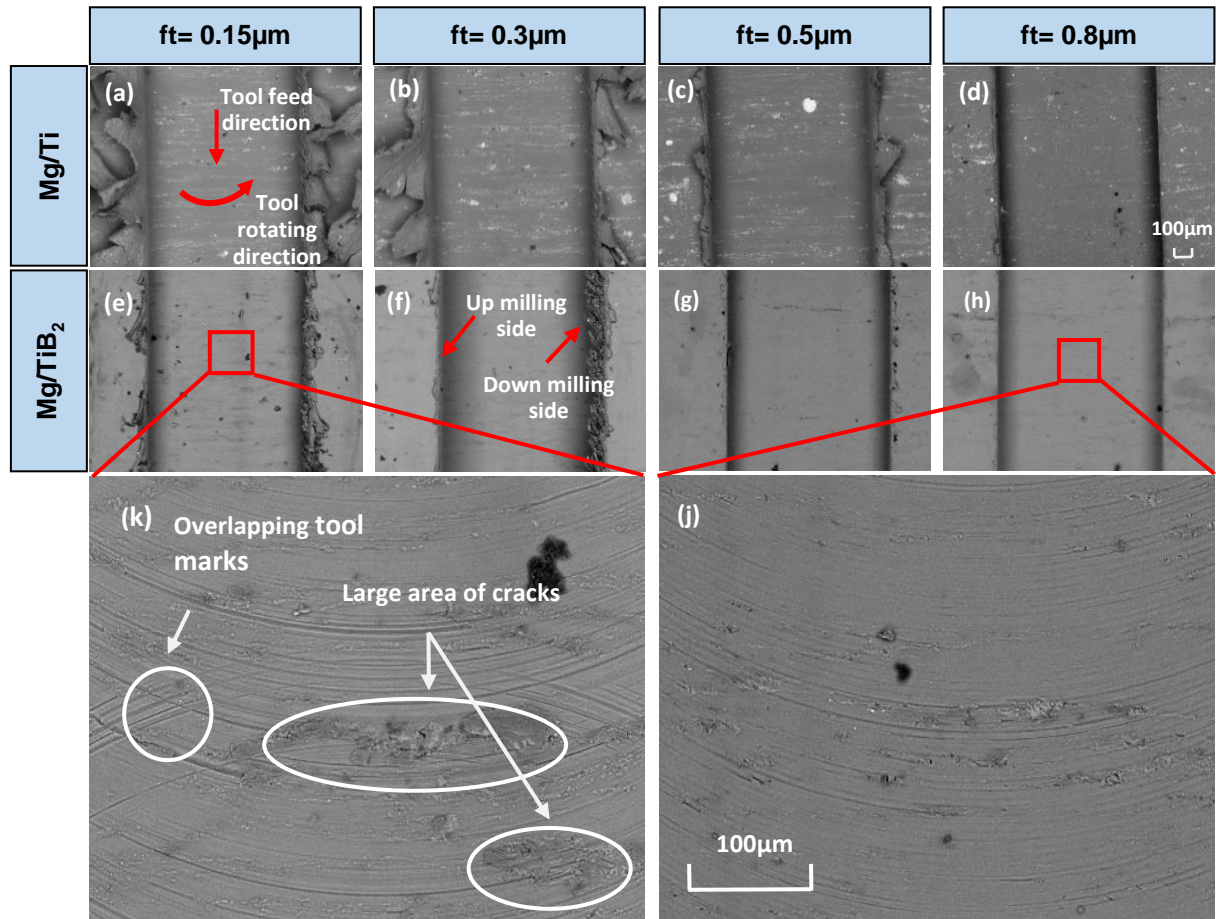 ft= 0.15µm
ft= 0.3µm
ft= 0.5µm
ft= 0.8µm
Mg/Ti
(a)
Tool feed
direction
Tool
rotating
direction
(b)
(c)
(d)
100µm
Mg/TiB₂
(e)
(f)
Up milling
side
Down milling
side
(g)
(h)
(k)
Overlapping tool
marks
Large area of cracks
(j)
100µm